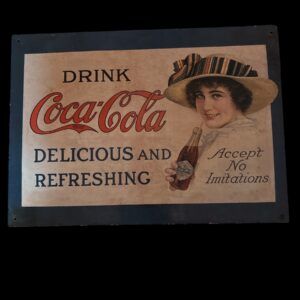 DRINK
Coca-Cola
DELICIOUS AND
REFRESHING
Accept
No
Imitations